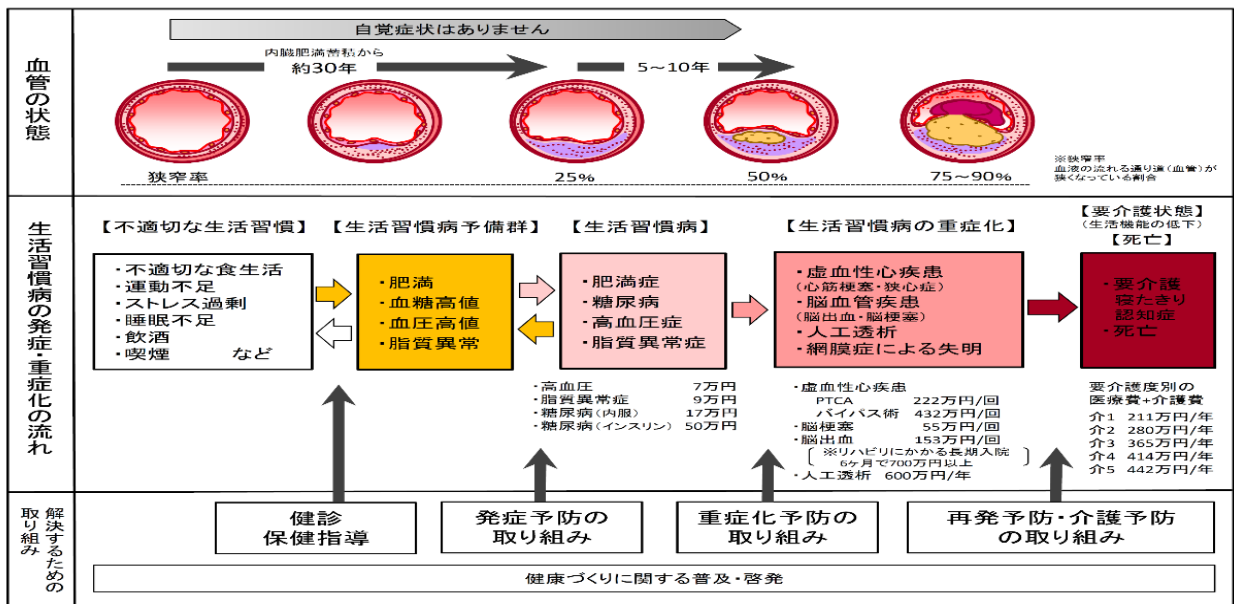 血管の状態
自覚症状はありません
内臓肥満蓄積から
約30年
5～10年
狭窄率
25%
50%
75～90%
※狭窄率
血液の流れる通り道(血管)が
狭くなっている割合
生活習慣病の発症・重症化の流れ
【不適切な生活習慣】
・不適切な食生活
・運動不足
・ストレス過剰
・睡眠不足
・飲酒
・喫煙 など
【生活習慣病予備群】
・肥満
・血糖高値
・血圧高値
・脂質異常
【生活習慣病】
・肥満症
・糖尿病
・高血圧症
・脂質異常症
・高血圧 7万円
・脂質異常症 9万円
・糖尿病(内服) 17万円
・糖尿病(インスリン) 50万円
【生活習慣病の重症化】
・虚血性心疾患
(心筋梗塞・狭心症)
・脳血管疾患
(脳出血・脳梗塞)
・人工透析
・網膜症による失明
・虚血性心疾患
PTCA 222万円/回
バイパス術 432万円/回
・脳梗塞 55万円/回
・脳出血 153万円/回
※リハビリにかかる長期入院
6ヶ月で700万円以上
・人工透析 600万円/年
【要介護状態】
(生活機能の低下)
【死亡】
・要介護
寝たきり
認知症
・死亡
要介護度別の
医療費+介護費
介1 211万円/年
介2 280万円/年
介3 365万円/年
介4 414万円/年
介5 442万円/年
解決するための
取り組み
健診
保健指導
発症予防の
取り組み
重症化予防の
取り組み
再発予防・介護予防
の取り組み
健康づくりに関する普及・啓発